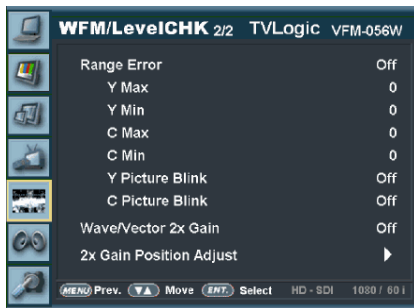 WFM/LevelCHK 2/2 TVLogic VFM-056W
Range Error Off
Y Max 0
Y Min 0
C Max 0
C Min 0
Y Picture Blink Off
C Picture Blink Off
Wave/Vector 2x Gain Off
2x Gain Position Adjust
MENU Prev. ▼▲ Move ENT. Select HD - SDI 1080 / 60 i